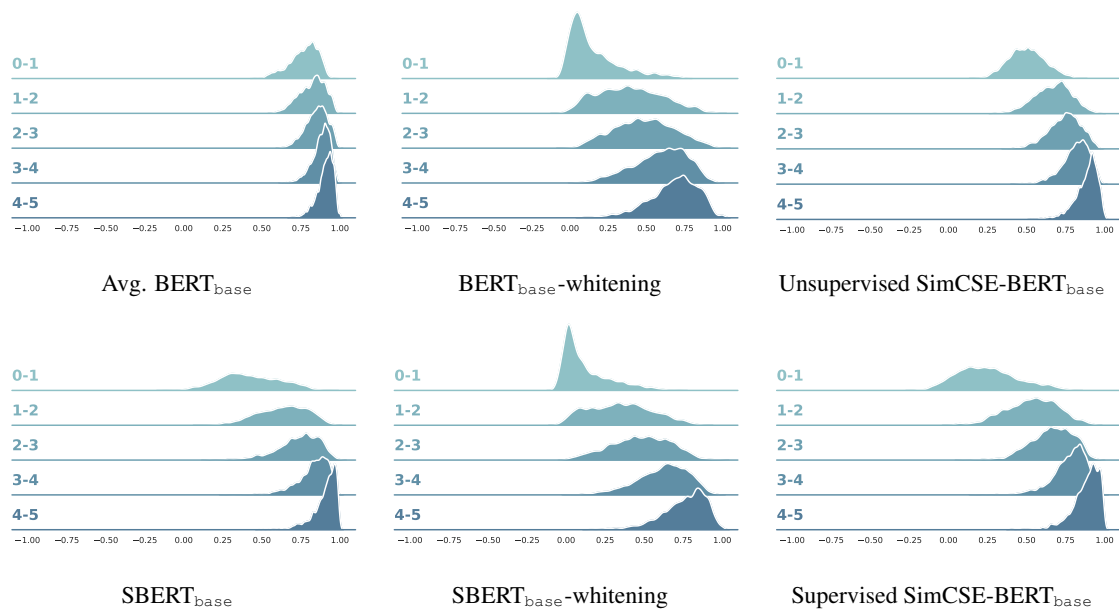 0-1 0-1 0-1
1-2 1-2 1-2
2-3 2-3 2-3
3-4 3-4 3-4
4-5 4-5 4-5
−1.00 −0.75 −0.50 −0.25 0.00 0.25 0.50 0.75 1.00 −1.00 −0.75 −0.50 −0.25 0.00 0.25 0.50 0.75 1.00 −1.00 −0.75 −0.50 −0.25 0.00 0.25 0.50 0.75 1.00
Avg. BERTbase BERTbase-whitening Unsupervised SimCSE-BERTbase
0-1 0-1 0-1
1-2 1-2 1-2
2-3 2-3 2-3
3-4 3-4 3-4
4-5 4-5 4-5
−1.00 −0.75 −0.50 −0.25 0.00 0.25 0.50 0.75 1.00 −1.00 −0.75 −0.50 −0.25 0.00 0.25 0.50 0.75 1.00 −1.00 −0.75 −0.50 −0.25 0.00 0.25 0.50 0.75 1.00
SBERTbase SBERTbase-whitening Supervised SimCSE-BERTbase